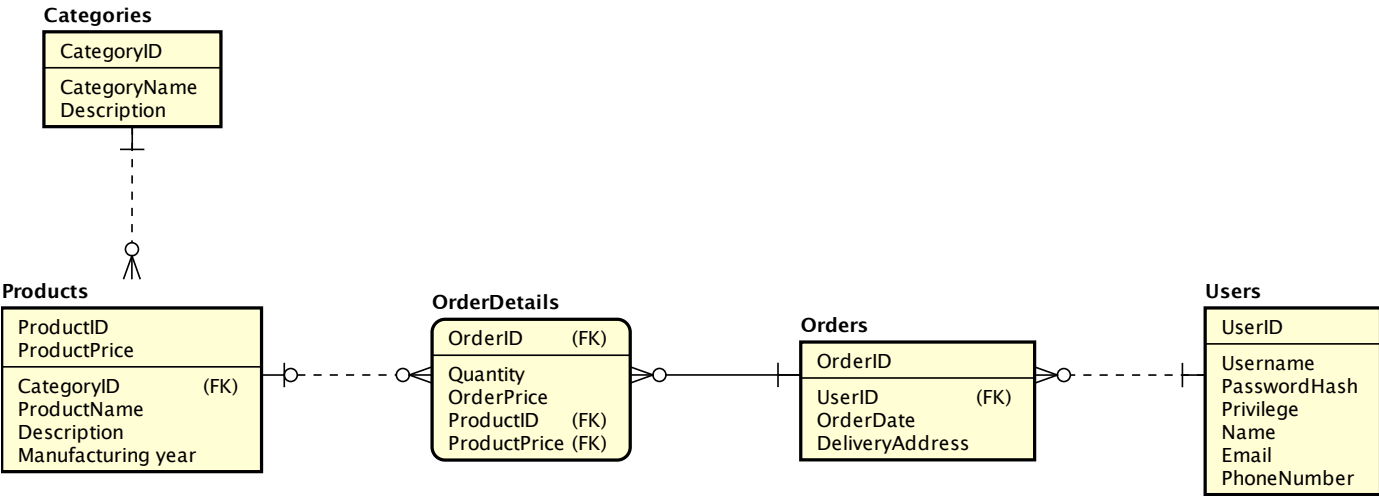 Categories
CategoryID
CategoryName
Description
Products
ProductID
ProductPrice
CategoryID (FK)
ProductName
Description
Manufacturing year
OrderDetails
OrderID (FK)
Quantity
OrderPrice
ProductID (FK)
ProductPrice (FK)
Orders
OrderID
UserID (FK)
OrderDate
DeliveryAddress
Users
UserID
Username
PasswordHash
Privilege
Name
Email
PhoneNumber